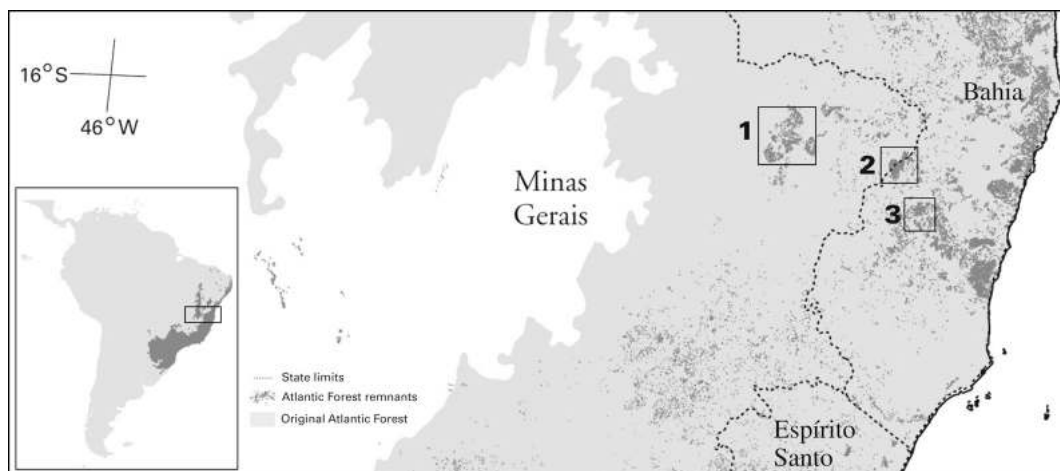 16°S
46°W
Minas
Gerais
1
2
3
Bahia
Espírito
Santo
State limits
Atlantic Forest remnants
Original Atlantic Forest